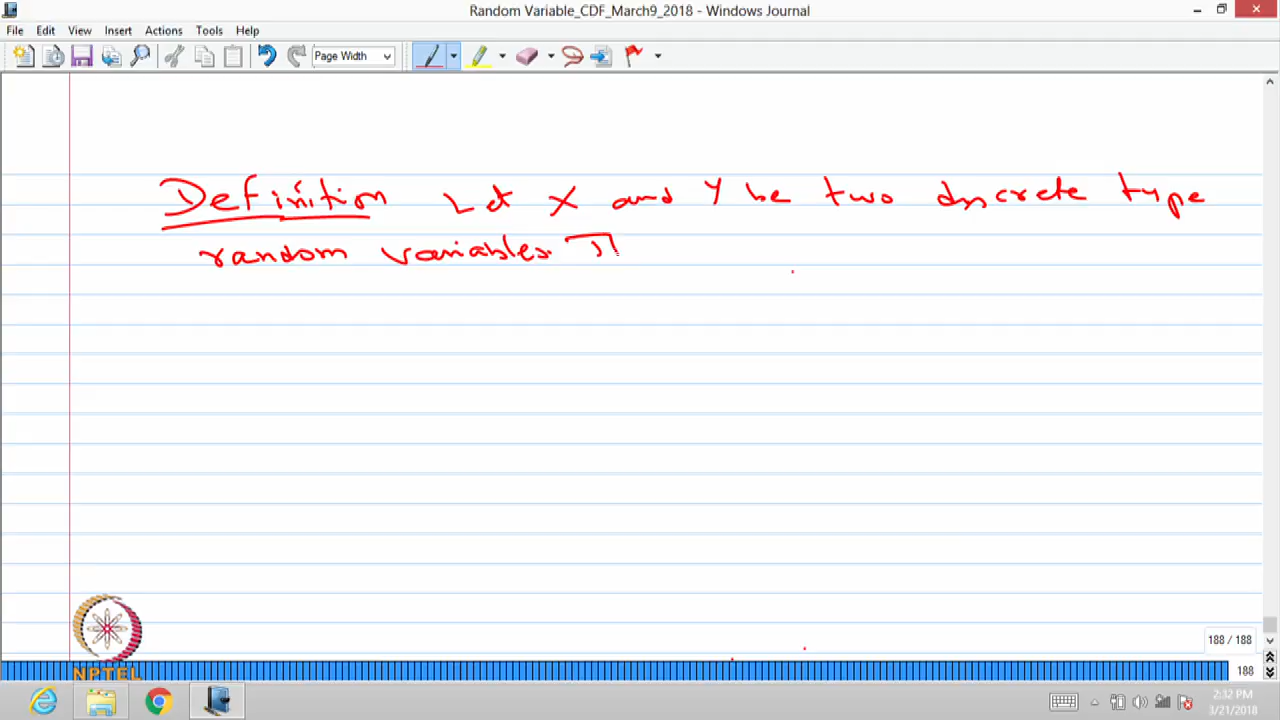 Random Variable_CDF_March9_2018 - Windows Journal
File Edit View Insert Actions Tools Help
Page Width
Definition Let X and Y be two discrete type
random variables.
188 / 188
188
NPTEL
2:32 PM
3/21/2018